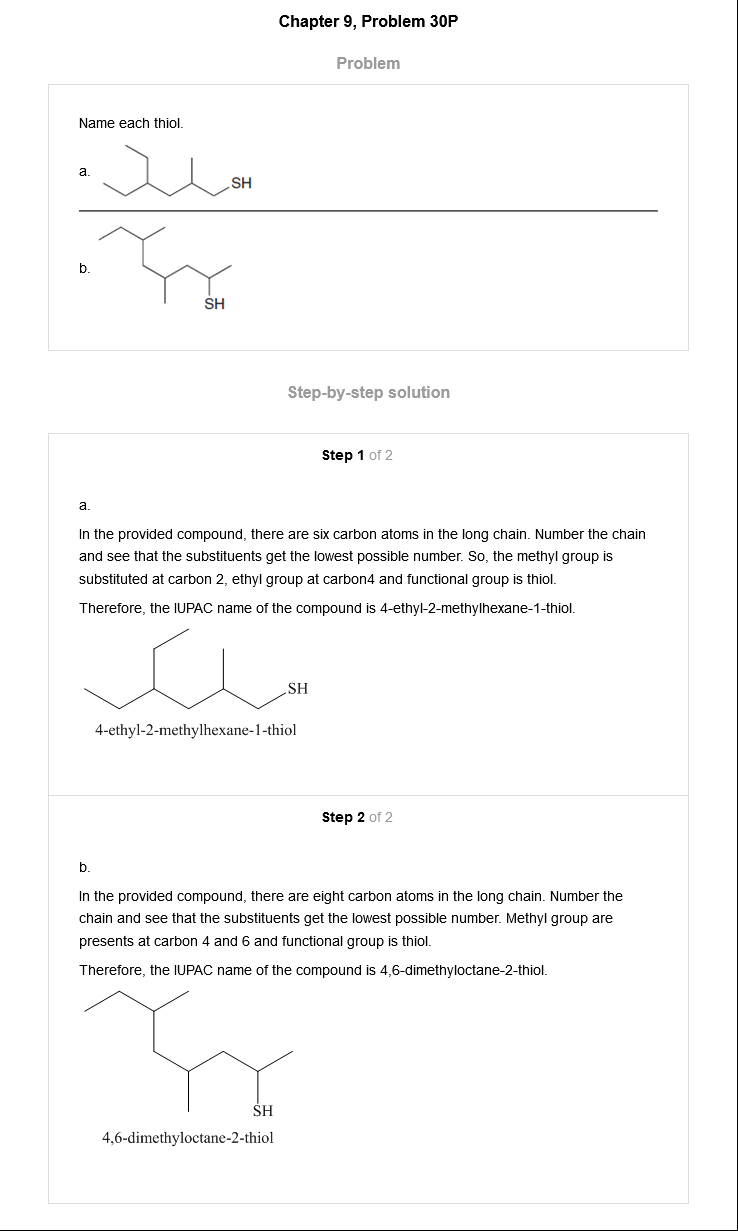 Chapter 9, Problem 30P
Problem
Name each thiol.
a.
SH
b.
SH
Step-by-step solution
Step 1 of 2
a.
In the provided compound, there are six carbon atoms in the long chain. Number the chain
and see that the substituents get the lowest possible number. So, the methyl group is
substituted at carbon 2, ethyl group at carbon4 and functional group is thiol.
Therefore, the IUPAC name of the compound is 4-ethyl-2-methylhexane-1-thiol.
SH
4-ethyl-2-methylhexane-1-thiol
Step 2 of 2
b.
In the provided compound, there are eight carbon atoms in the long chain. Number the
chain and see that the substituents get the lowest possible number. Methyl group are
presents at carbon 4 and 6 and functional group is thiol.
Therefore, the IUPAC name of the compound is 4,6-dimethyloctane-2-thiol.
SH
4,6-dimethyloctane-2-thiol